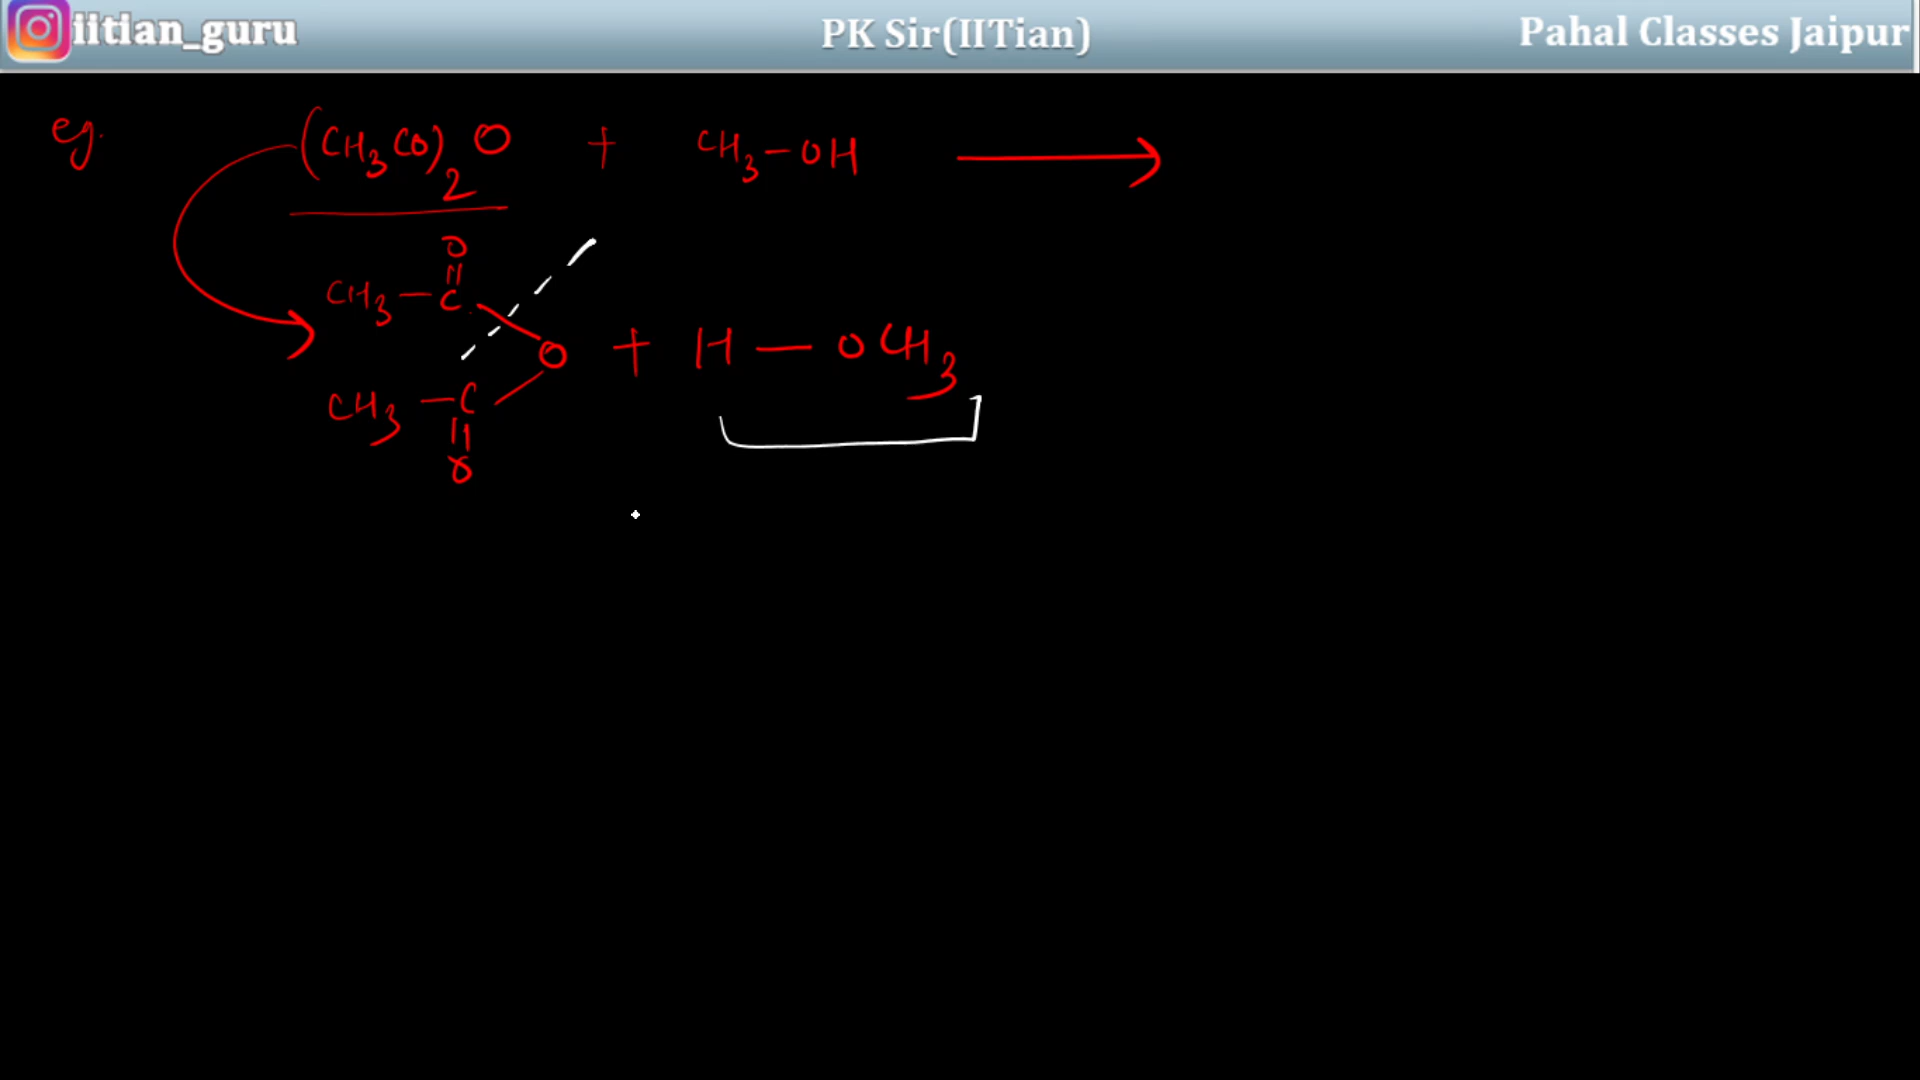 iitian_guru PK Sir(IITian) Pahal Classes Jaipur
eg. (CH3CO)2O + CH3-OH ⟶
O
||
CH3-C
O + H-OCH3
CH3-C
||
O